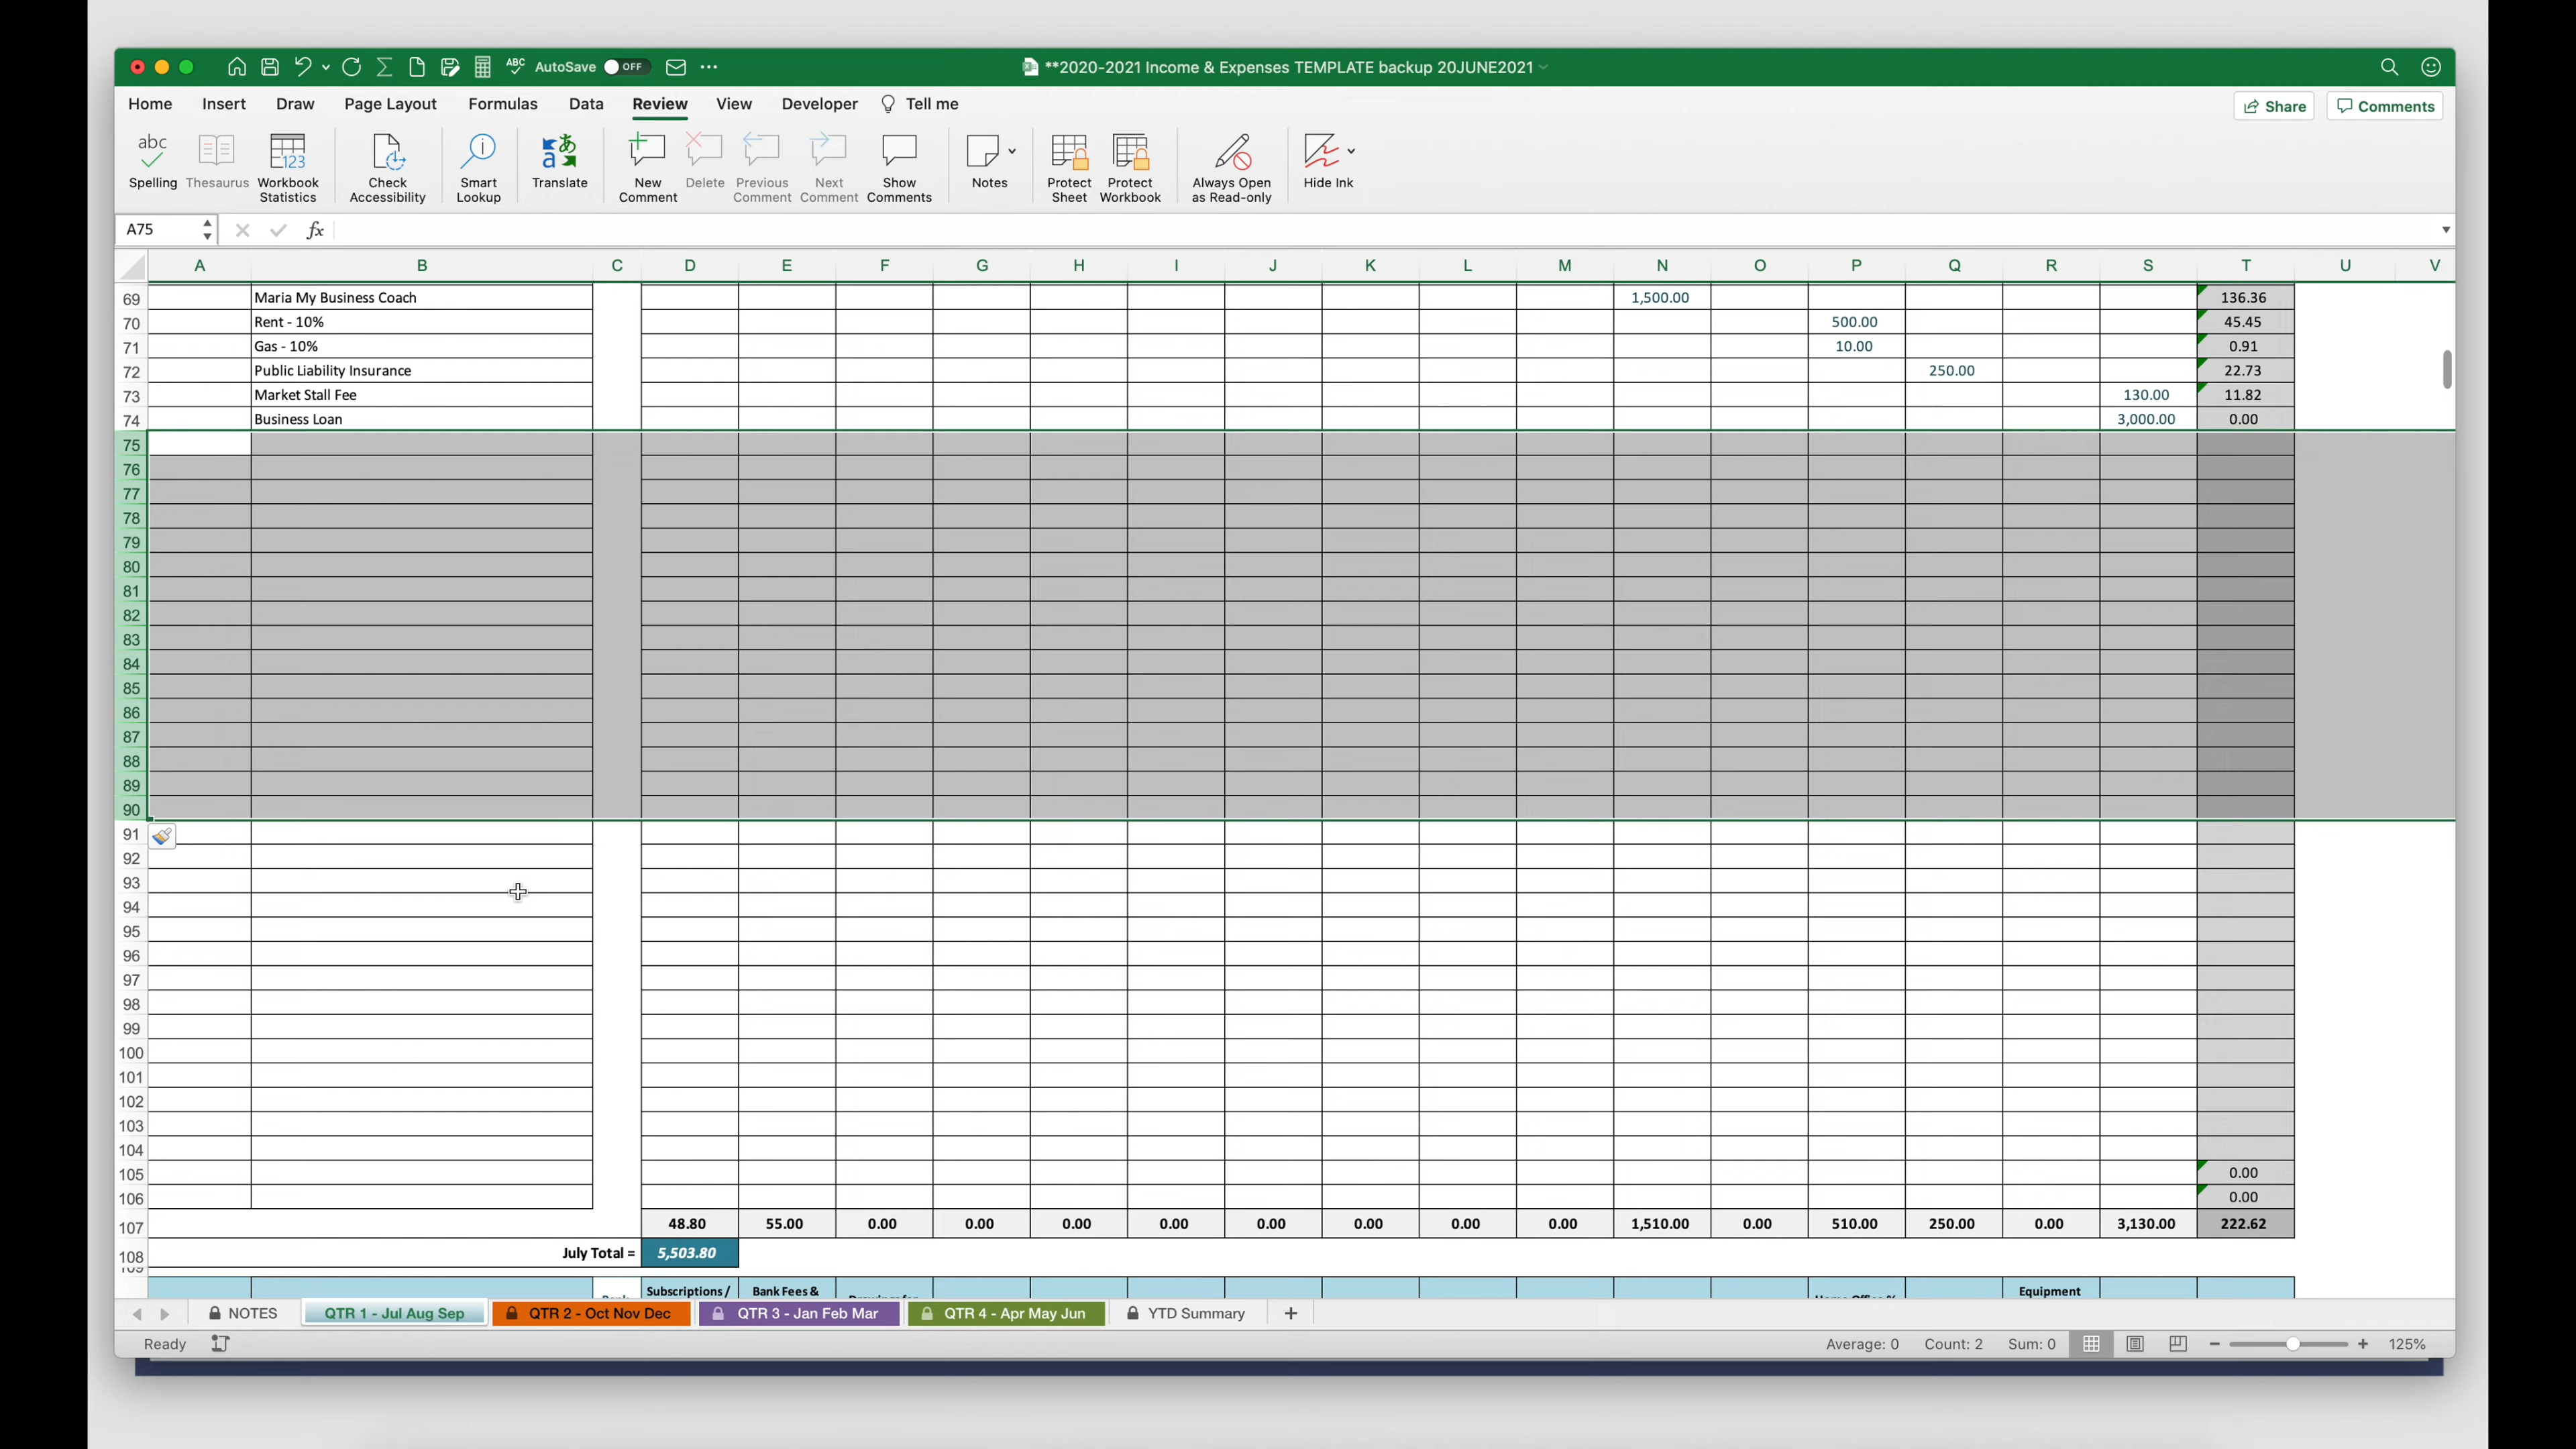 ABC AutoSave OFF **2020-2021 Income & Expenses TEMPLATE backup 20JUNE2021
Home Insert Draw Page Layout Formulas Data Review View Developer Tell me Share Comments
abc
Spelling Thesaurus Workbook Statistics Check Accessibility Smart Lookup Translate New Comment Delete Previous Comment Next Comment Show Comments Notes Protect Sheet Protect Workbook Always Open as Read-only Hide Ink
A75 fx
A B C D E F G H I J K L M N O P Q R S T U V
69 Maria My Business Coach 1,500.00 136.36
70 Rent - 10% 500.00 45.45
71 Gas - 10% 10.00 0.91
72 Public Liability Insurance 250.00 22.73
73 Market Stall Fee 130.00 11.82
74 Business Loan 3,000.00 0.00
75
76
77
78
79
80
81
82
83
84
85
86
87
88
89
90
91
92
93
94
95
96
97
98
99
100
101
102
103
104
105 0.00
106 0.00
107 48.80 55.00 0.00 0.00 0.00 0.00 0.00 0.00 0.00 0.00 1,510.00 0.00 510.00 250.00 0.00 3,130.00 222.62
108 July Total = 5,503.80
Subscriptions / Bank Fees & Equipment
NOTES QTR 1 - Jul Aug Sep QTR 2 - Oct Nov Dec QTR 3 - Jan Feb Mar QTR 4 - Apr May Jun YTD Summary +
Ready Average: 0 Count: 2 Sum: 0 125%